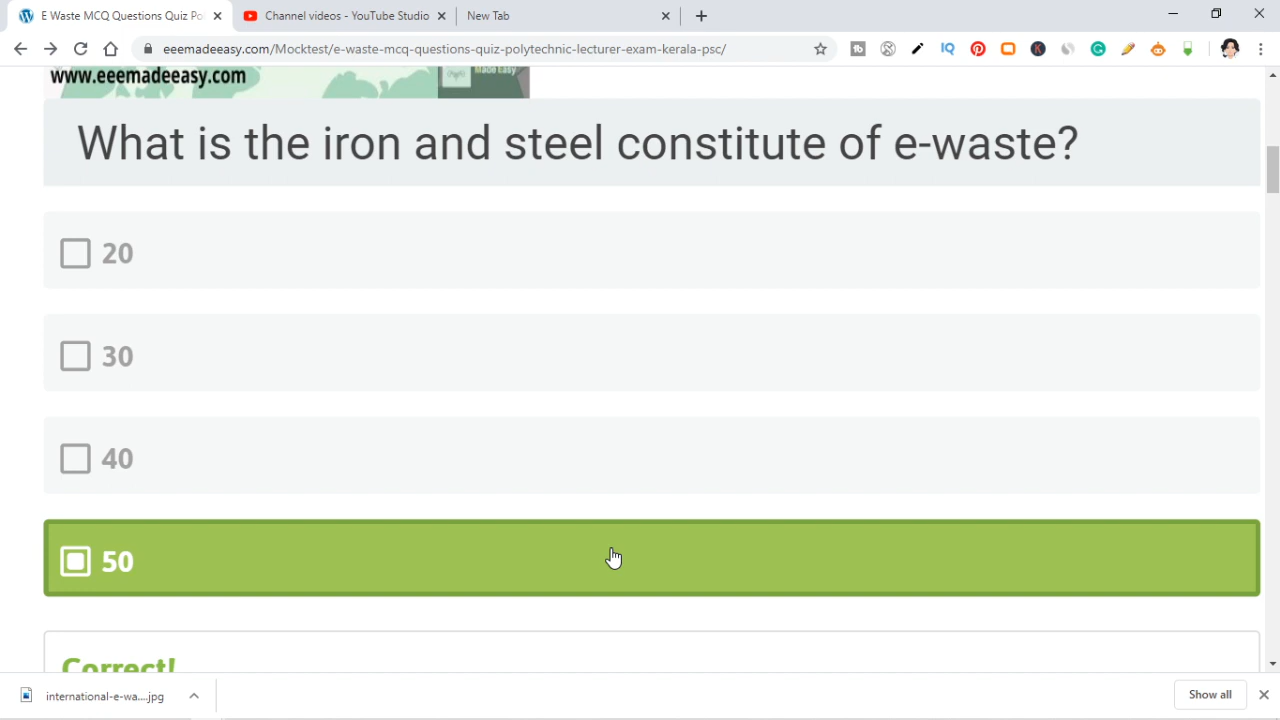 E Waste MCQ Questions Quiz Po
Channel videos - YouTube Studio
New Tab
eeemadeeasy.com/Mocktest/e-waste-mcq-questions-quiz-polytechnic-lecturer-exam-kerala-psc/
www.eeemadeeasy.com
Made Easy
What is the iron and steel constitute of e-waste?
20
30
40
50
Correct!
international-e-wa....jpg
Show all